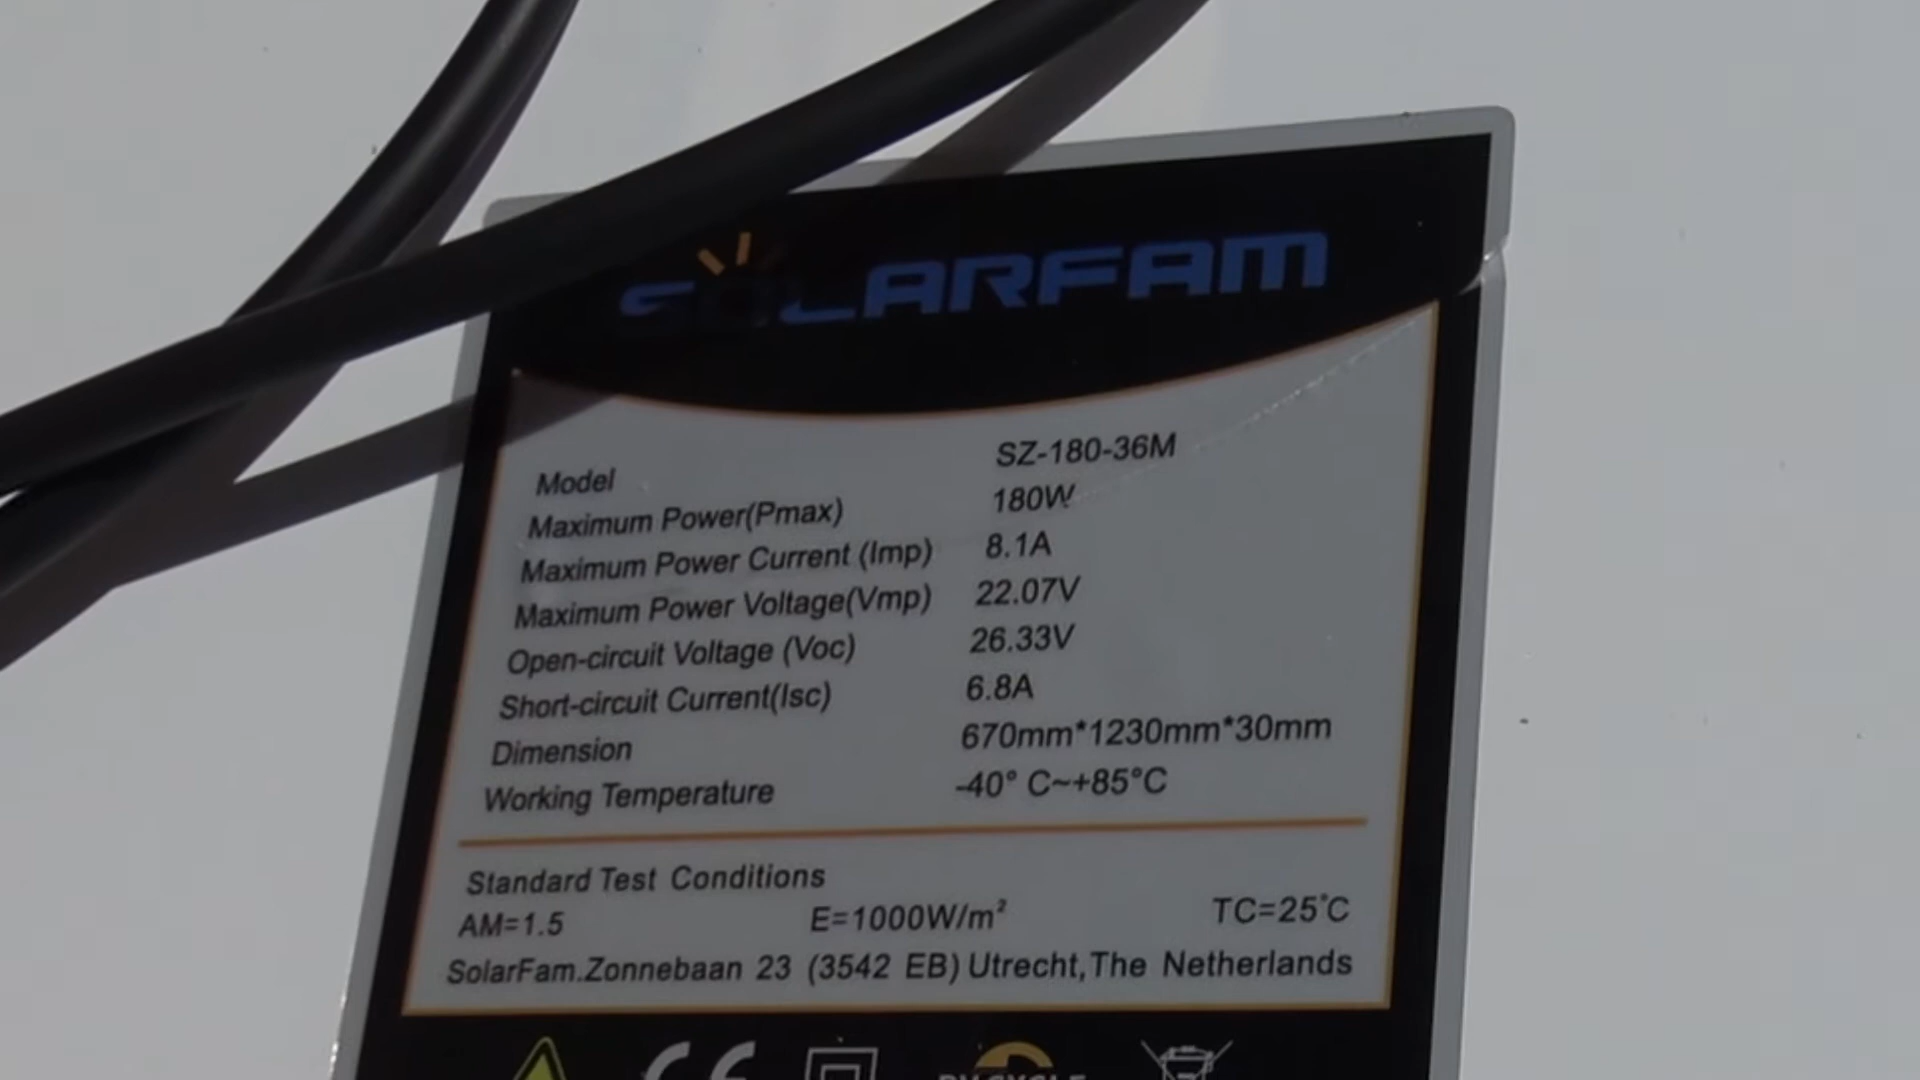 SOLARFAM
Model SZ-180-36M
Maximum Power(Pmax) 180W
Maximum Power Current (Imp) 8.1A
Maximum Power Voltage(Vmp) 22.07V
Open-circuit Voltage (Voc) 26.33V
Short-circuit Current(Isc) 6.8A
Dimension 670mm*1230mm*30mm
Working Temperature -40° C~+85°C
Standard Test Conditions
AM=1.5 E=1000W/m² TC=25°C
SolarFam.Zonnebaan 23 (3542 EB) Utrecht,The Netherlands
CE